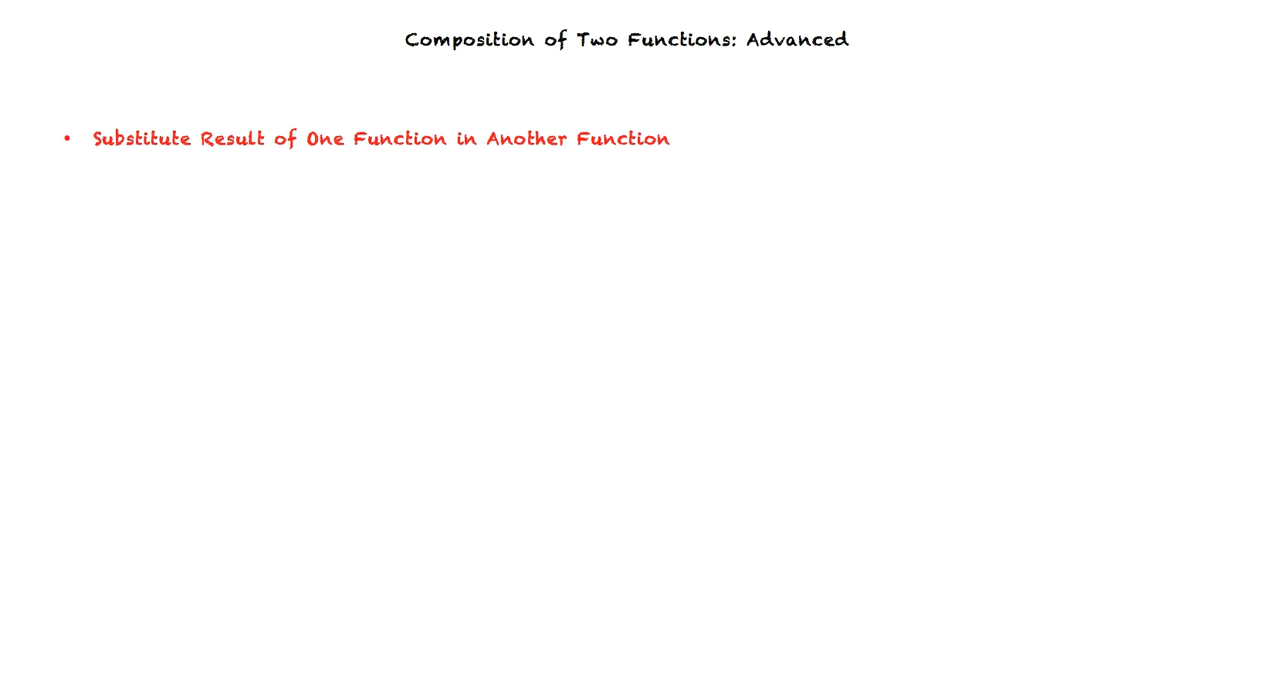 Composition of Two Functions: Advanced
• Substitute Result of One Function in Another Function